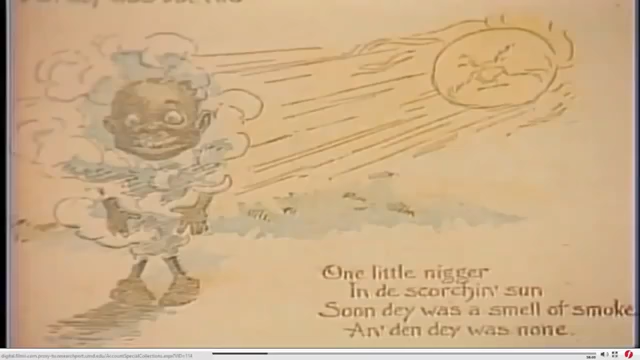 One little nigger
In de scorchin' sun
Soon dey was a smell of smoke
An' den dey was none.